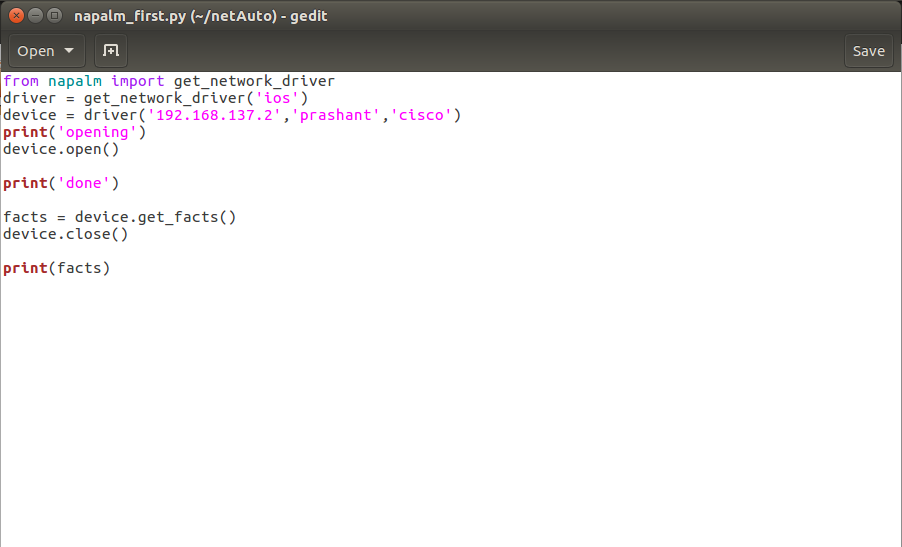 napalm_first.py (~/netAuto) - gedit
Open
Save
from napalm import get_network_driver
driver = get_network_driver('ios')
device = driver('192.168.137.2','prashant','cisco')
print('opening')
device.open()
print('done')
facts = device.get_facts()
device.close()
print(facts)